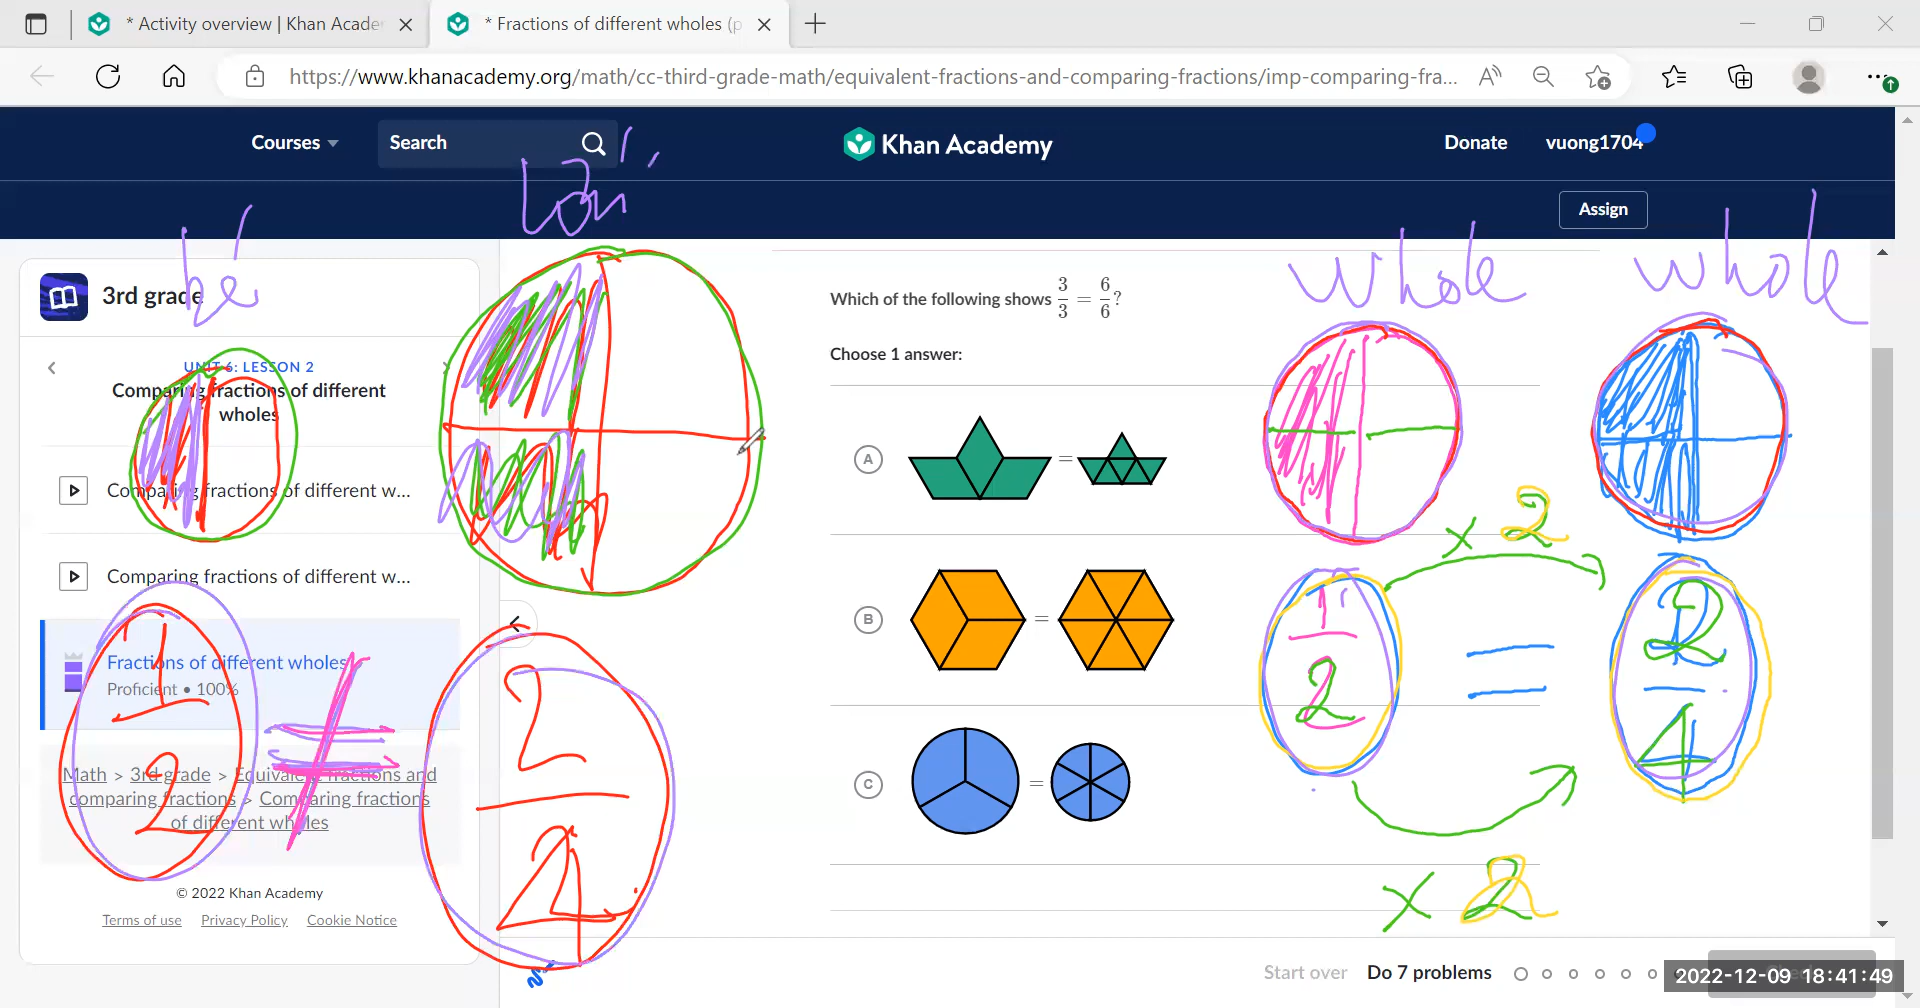 * Activity overview | Khan Acade
* Fractions of different wholes (p
https://www.khanacademy.org/math/cc-third-grade-math/equivalent-fractions-and-comparing-fractions/imp-comparing-fra...
Courses
Search
Khan Academy
Donate
vuong1704
Assign
bé
lớn
whole
whole
3rd grade
UNIT 6: LESSON 2
Comparing fractions of different
wholes
Comparing fractions of different w...
Comparing fractions of different w...
Fractions of different wholes
Proficient • 100%
Math > 3rd grade > Equivalent fractions and
comparing fractions > Comparing fractions
of different wholes
© 2022 Khan Academy
Terms of use Privacy Policy Cookie Notice
1/2 ≠ 2/4
Which of the following shows 3/3 = 6/6?
Choose 1 answer:
A =
B =
C =
x 2
1/2 = 2/4
x 2
Start over
Do 7 problems
2022-12-09 18:41:49